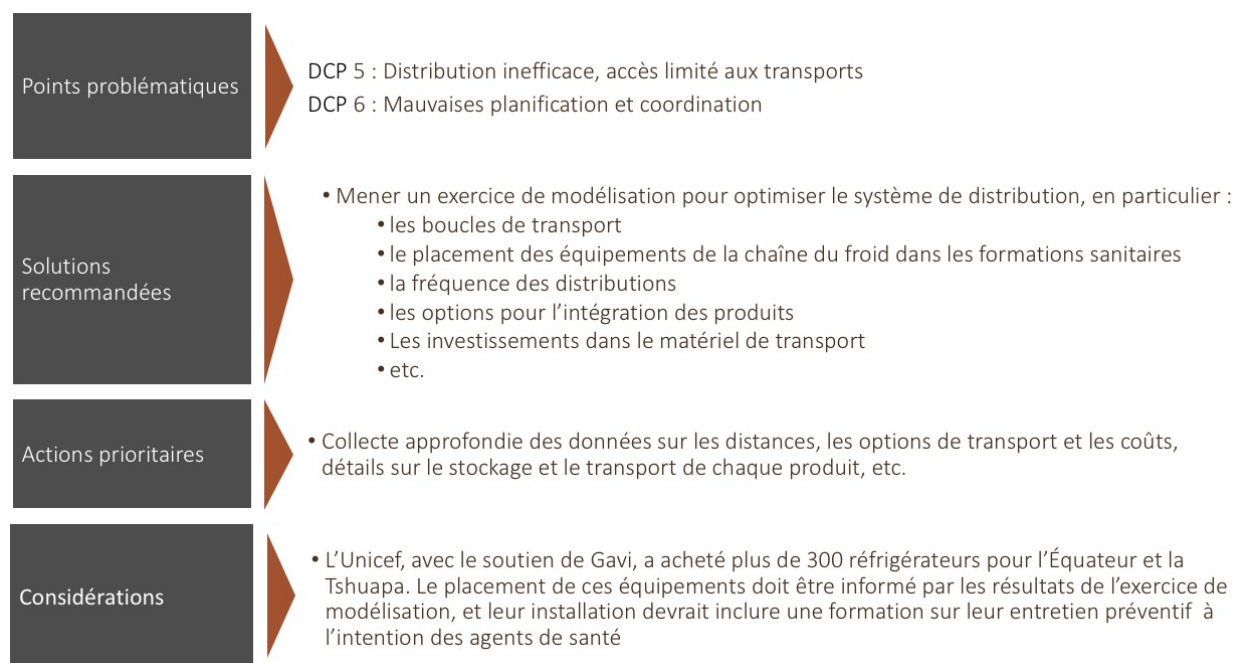 Points problématiques
DCP 5 : Distribution inefficace, accès limité aux transports
DCP 6 : Mauvaises planification et coordination
Solutions
recommandées
• Mener un exercice de modélisation pour optimiser le système de distribution, en particulier :
• les boucles de transport
• le placement des équipements de la chaîne du froid dans les formations sanitaires
• la fréquence des distributions
• les options pour l’intégration des produits
• Les investissements dans le matériel de transport
• etc.
Actions prioritaires
• Collecte approfondie des données sur les distances, les options de transport et les coûts,
détails sur le stockage et le transport de chaque produit, etc.
Considérations
• L’Unicef, avec le soutien de Gavi, a acheté plus de 300 réfrigérateurs pour l’Équateur et la
Tshuapa. Le placement de ces équipements doit être informé par les résultats de l’exercice de
modélisation, et leur installation devrait inclure une formation sur leur entretien préventif à
l’intention des agents de santé